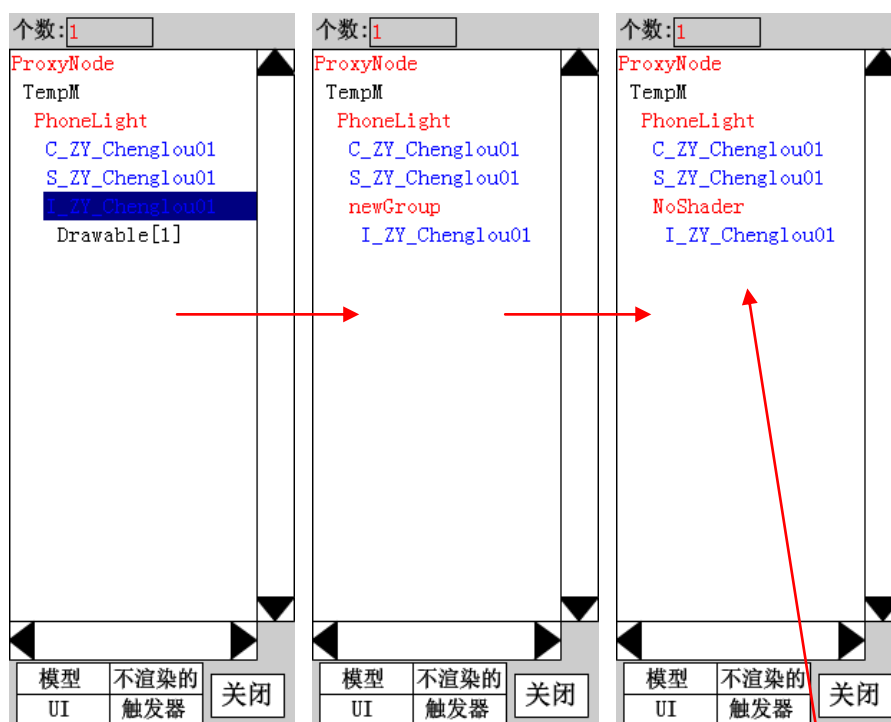 个数:1
ProxyNode
TempM
PhoneLight
C_ZY_Chenglou01
S_ZY_Chenglou01
I_ZY_Chenglou01
Drawable[1]
模型 不渲染的
UI 触发器
关闭
个数:1
ProxyNode
TempM
PhoneLight
C_ZY_Chenglou01
S_ZY_Chenglou01
newGroup
I_ZY_Chenglou01
模型 不渲染的
UI 触发器
关闭
个数:1
ProxyNode
TempM
PhoneLight
C_ZY_Chenglou01
S_ZY_Chenglou01
NoShader
I_ZY_Chenglou01
模型 不渲染的
UI 触发器
关闭